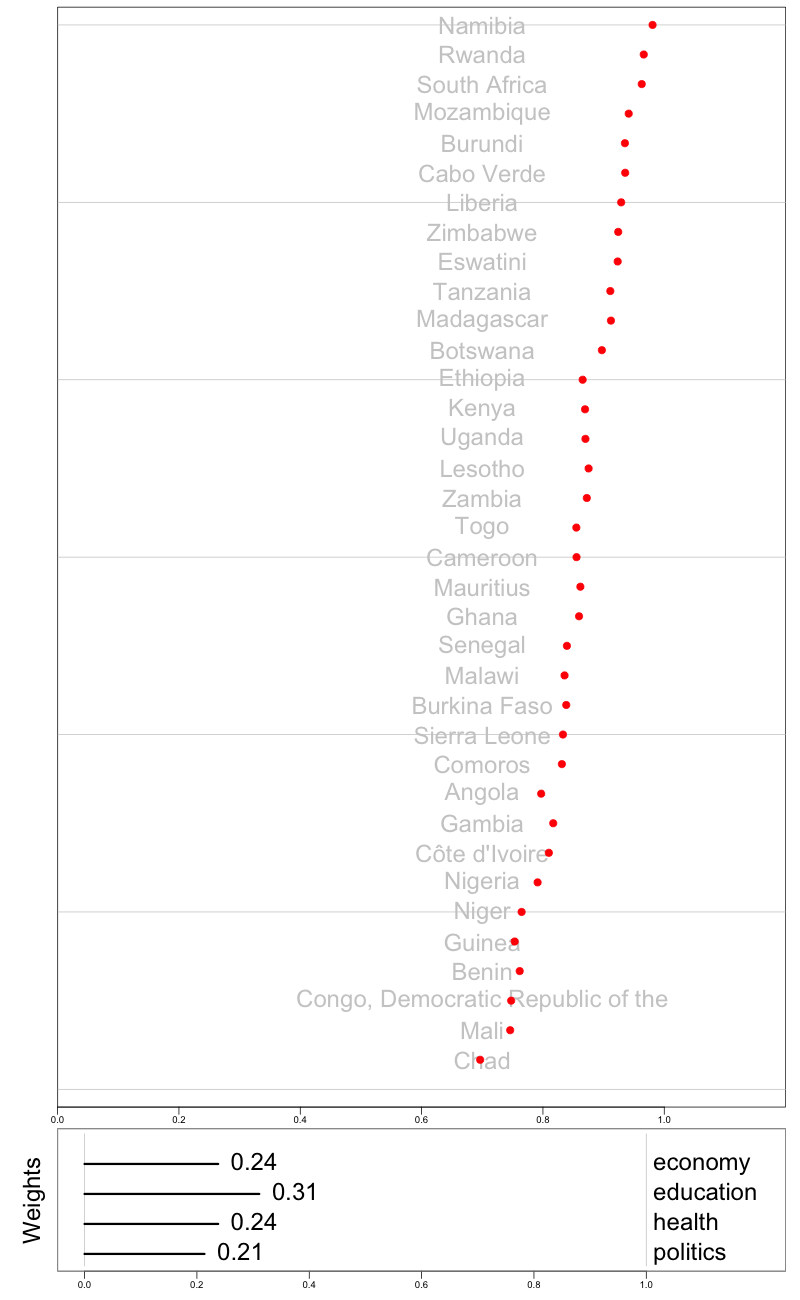 Namibia
Rwanda
South Africa
Mozambique
Burundi
Cabo Verde
Liberia
Zimbabwe
Eswatini
Tanzania
Madagascar
Botswana
Ethiopia
Kenya
Uganda
Lesotho
Zambia
Togo
Cameroon
Mauritius
Ghana
Senegal
Malawi
Burkina Faso
Sierra Leone
Comoros
Angola
Gambia
Côte d'Ivoire
Nigeria
Niger
Guinea
Benin
Congo, Democratic Republic of the
Mali
Chad
0.0 0.2 0.4 0.6 0.8 1.0
Weights
0.24 economy
0.31 education
0.24 health
0.21 politics
0.0 0.2 0.4 0.6 0.8 1.0